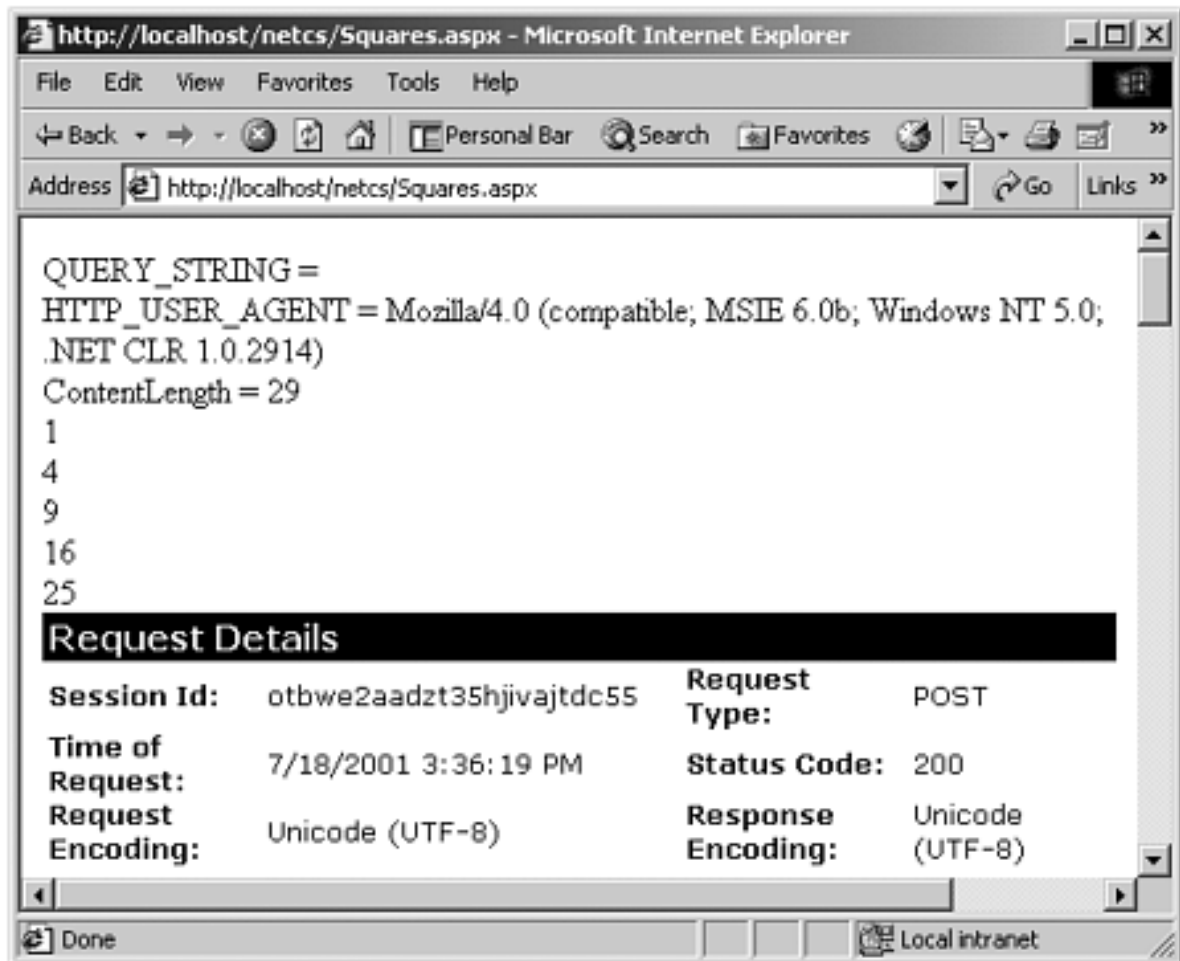 http://localhost/netcs/Squares.aspx - Microsoft Internet Explorer
File Edit View Favorites Tools Help
Back Personal Bar Search Favorites »
Address http://localhost/netcs/Squares.aspx Go Links »
QUERY_STRING =
HTTP_USER_AGENT = Mozilla/4.0 (compatible; MSIE 6.0b; Windows NT 5.0;
.NET CLR 1.0.2914)
ContentLength = 29
1
4
9
16
25
Request Details
Session Id: otbwe2aadzt35hjivajtdc55 Request Type: POST
Time of Request: 7/18/2001 3:36:19 PM Status Code: 200
Request Encoding: Unicode (UTF-8) Response Encoding: Unicode (UTF-8)
Done Local intranet